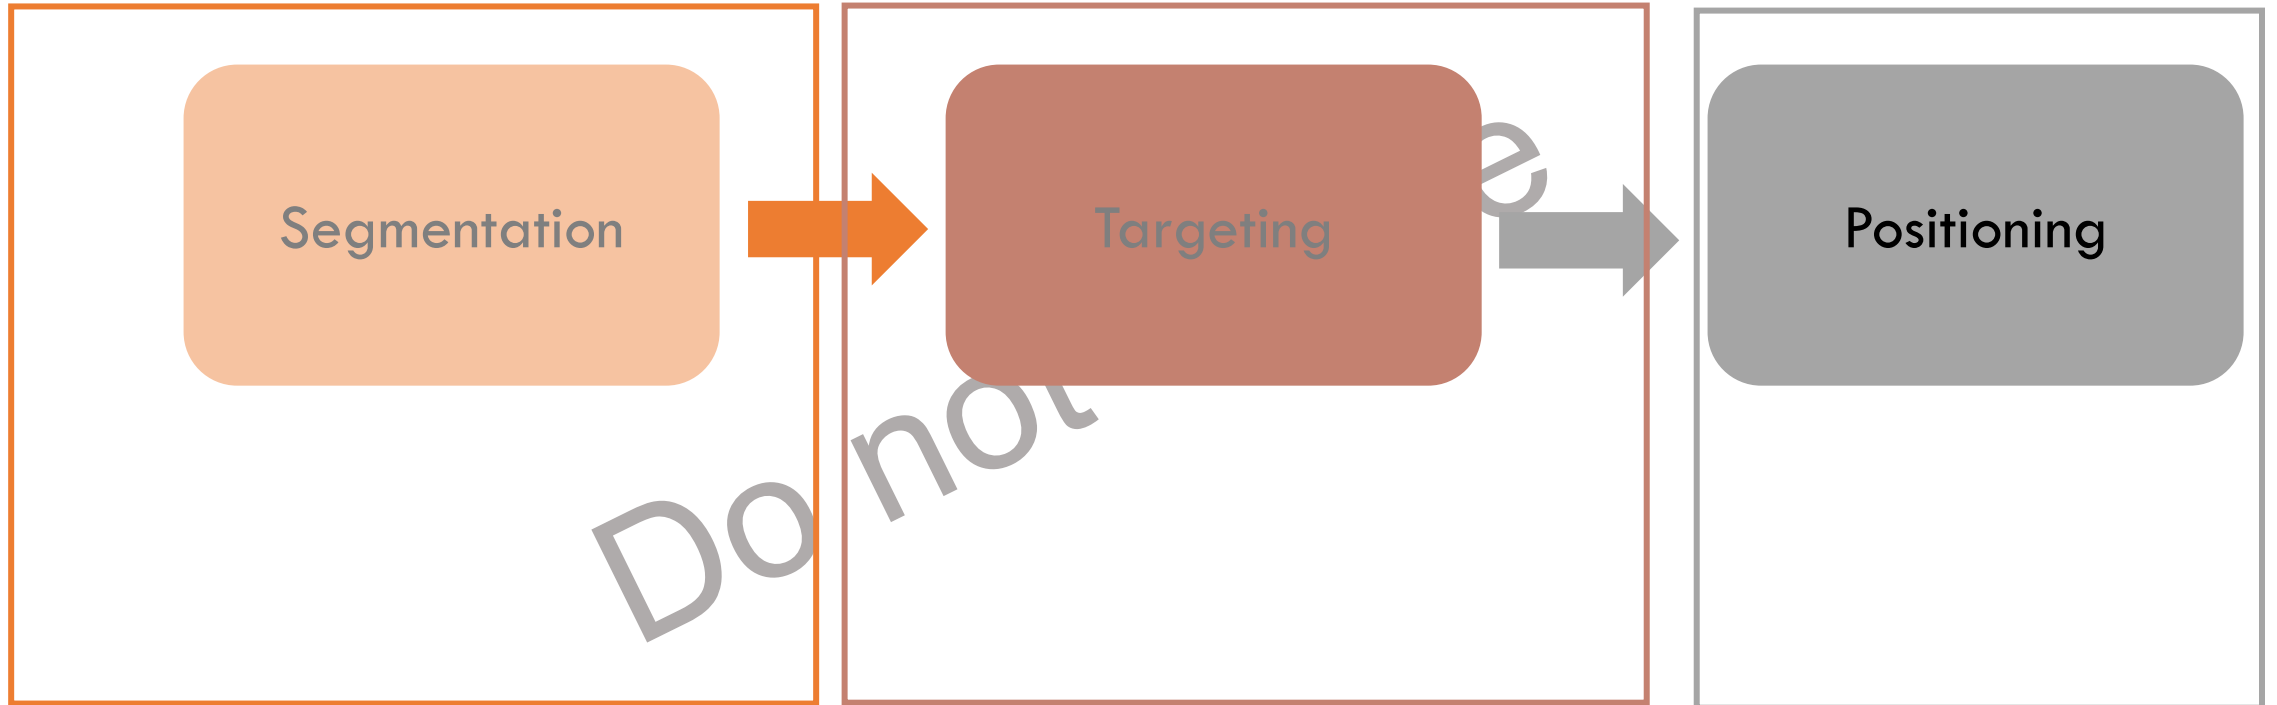 Segmentation
Targeting
Positioning
Do not